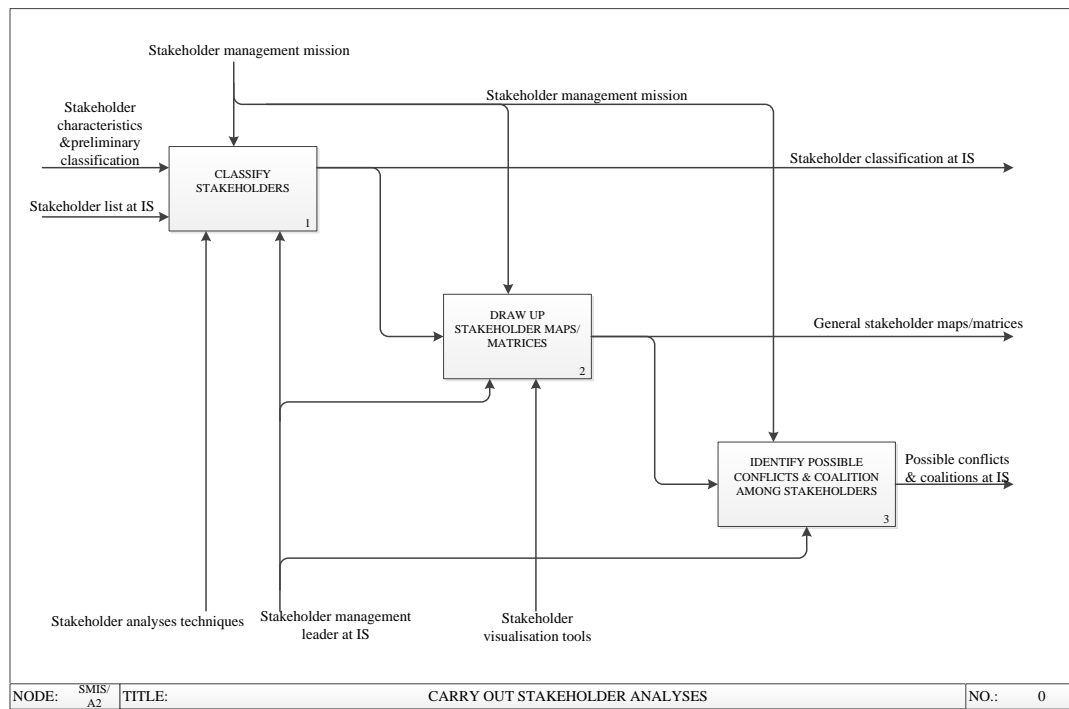 Stakeholder management mission
Stakeholder management mission
Stakeholder
characteristics
&preliminary
classification
Stakeholder classification at IS
CLASSIFY
STAKEHOLDERS
1
Stakeholder list at IS
DRAW UP
STAKEHOLDER MAPS/
MATRICES
2
General stakeholder maps/matrices
IDENTIFY POSSIBLE
CONFLICTS & COALITION
AMONG STAKEHOLDERS
3
Possible conflicts
& coalitions at IS
Stakeholder analyses techniques
Stakeholder management
leader at IS
Stakeholder
visualisation tools
NODE:
SMIS/
A2
TITLE:
CARRY OUT STAKEHOLDER ANALYSES
NO.: 0